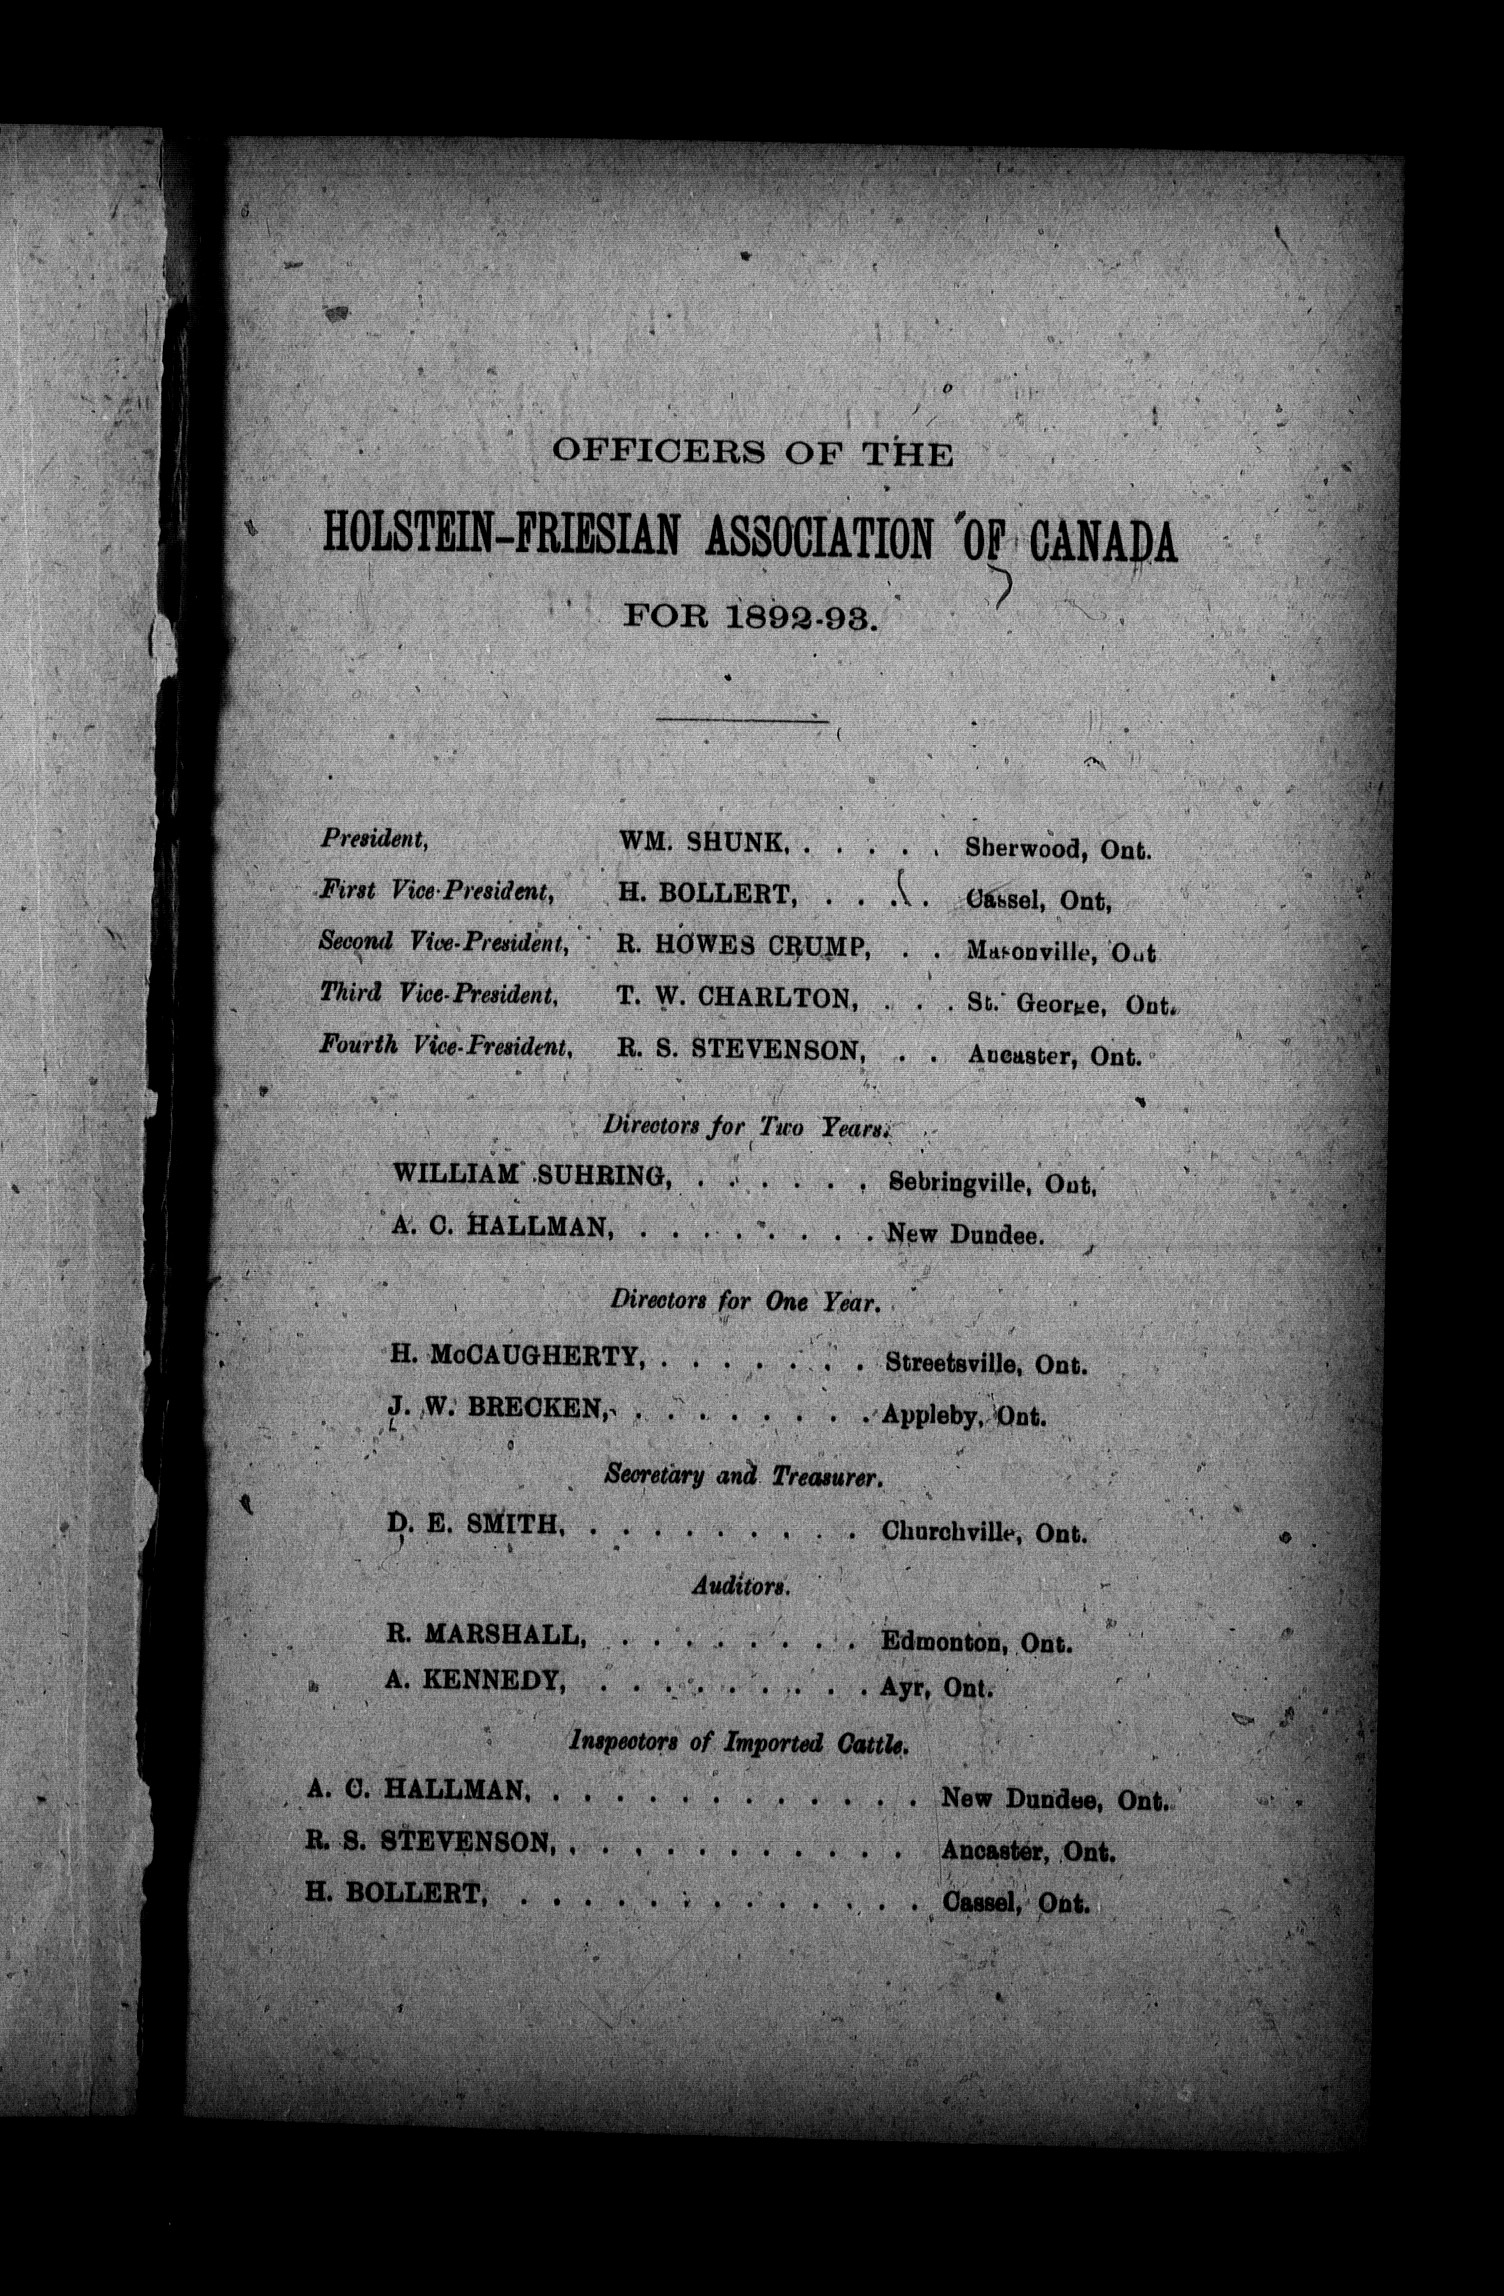 OFFICERS OF THE
HOLSTEIN-FRIESIAN ASSOCIATION OF CANADA
FOR 1892-93.
President, WM. SHUNK, . . . . . Sherwood, Ont.
First Vice-President, H. BOLLERT, . . . . Cassel, Ont,
Second Vice-President, R. HOWES CRUMP, . . Masonville, Ont
Third Vice-President, T. W. CHARLTON, . . . St. George, Ont.
Fourth Vice-President, R. S. STEVENSON, . . Ancaster, Ont.
Directors for Two Years.
WILLIAM SUHRING, . . . . . . Sebringville, Ont,
A. C. HALLMAN, . . . . . . . . New Dundee.
Directors for One Year.
H. McCAUGHERTY, . . . . . . . Streetsville, Ont.
J. W. BRECKEN, . . . . . . . . Appleby, Ont.
Secretary and Treasurer.
D. E. SMITH, . . . . . . . . . Churchville, Ont.
Auditors.
R. MARSHALL, . . . . . . . . Edmonton, Ont.
A. KENNEDY, . . . . . . . . . Ayr, Ont.
Inspectors of Imported Cattle.
A. C. HALLMAN, . . . . . . . . . . . . New Dundee, Ont.
R. S. STEVENSON, . . . . . . . . . . . Ancaster, Ont.
H. BOLLERT, . . . . . . . . . . . . . Cassel, Ont.